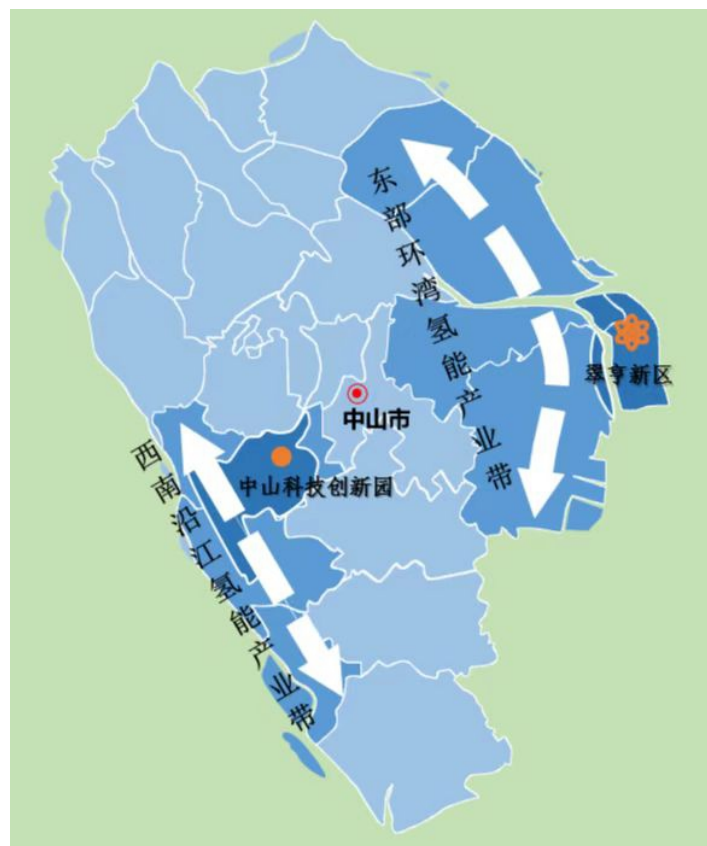 东部环湾氢能产业带
翠亨新区
中山市
中山科技创新园
西南沿江氢能产业带